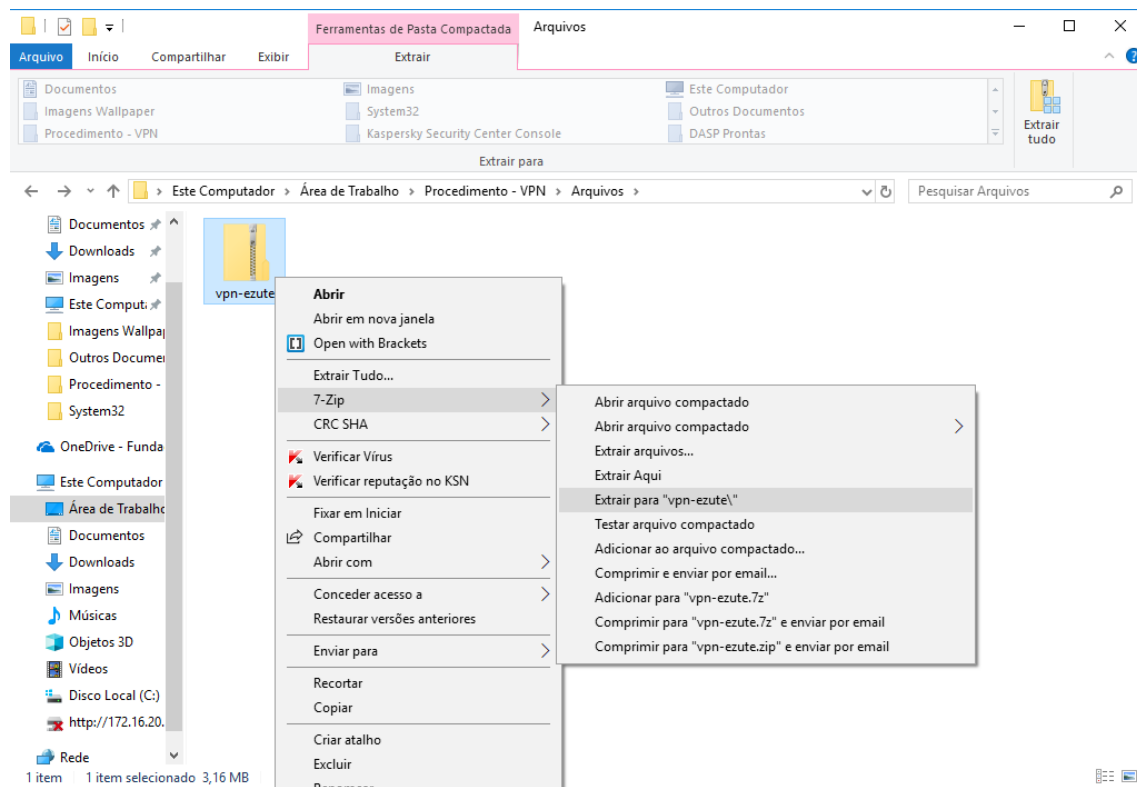 Ferramentas de Pasta Compactada
Arquivos
Arquivo
Início
Compartilhar
Exibir
Extrair
Documentos
Imagens
Este Computador
Imagens Wallpaper
System32
Outros Documentos
Procedimento - VPN
Kaspersky Security Center Console
DASP Prontas
Extrair
tudo
Extrair para
Este Computador > Área de Trabalho > Procedimento - VPN > Arquivos >
Pesquisar Arquivos
Documentos
Downloads
Imagens
Este Comput
Imagens Wallpa
Outros Docume
Procedimento -
System32
OneDrive - Funda
Este Computador
Área de Trabalho
Documentos
Downloads
Imagens
Músicas
Objetos 3D
Vídeos
Disco Local (C:)
http://172.16.20.
Rede
vpn-ezute
Abrir
Abrir em nova janela
Open with Brackets
Extrair Tudo...
7-Zip
CRC SHA
Verificar Vírus
Verificar reputação no KSN
Fixar em Iniciar
Compartilhar
Abrir com
Conceder acesso a
Restaurar versões anteriores
Enviar para
Recortar
Copiar
Criar atalho
Excluir
Abrir arquivo compactado
Abrir arquivo compactado
Extrair arquivos...
Extrair Aqui
Extrair para "vpn-ezute\"
Testar arquivo compactado
Adicionar ao arquivo compactado...
Comprimir e enviar por email...
Adicionar para "vpn-ezute.7z"
Comprimir para "vpn-ezute.7z" e enviar por email
Comprimir para "vpn-ezute.zip" e enviar por email
1 item
1 item selecionado 3,16 MB